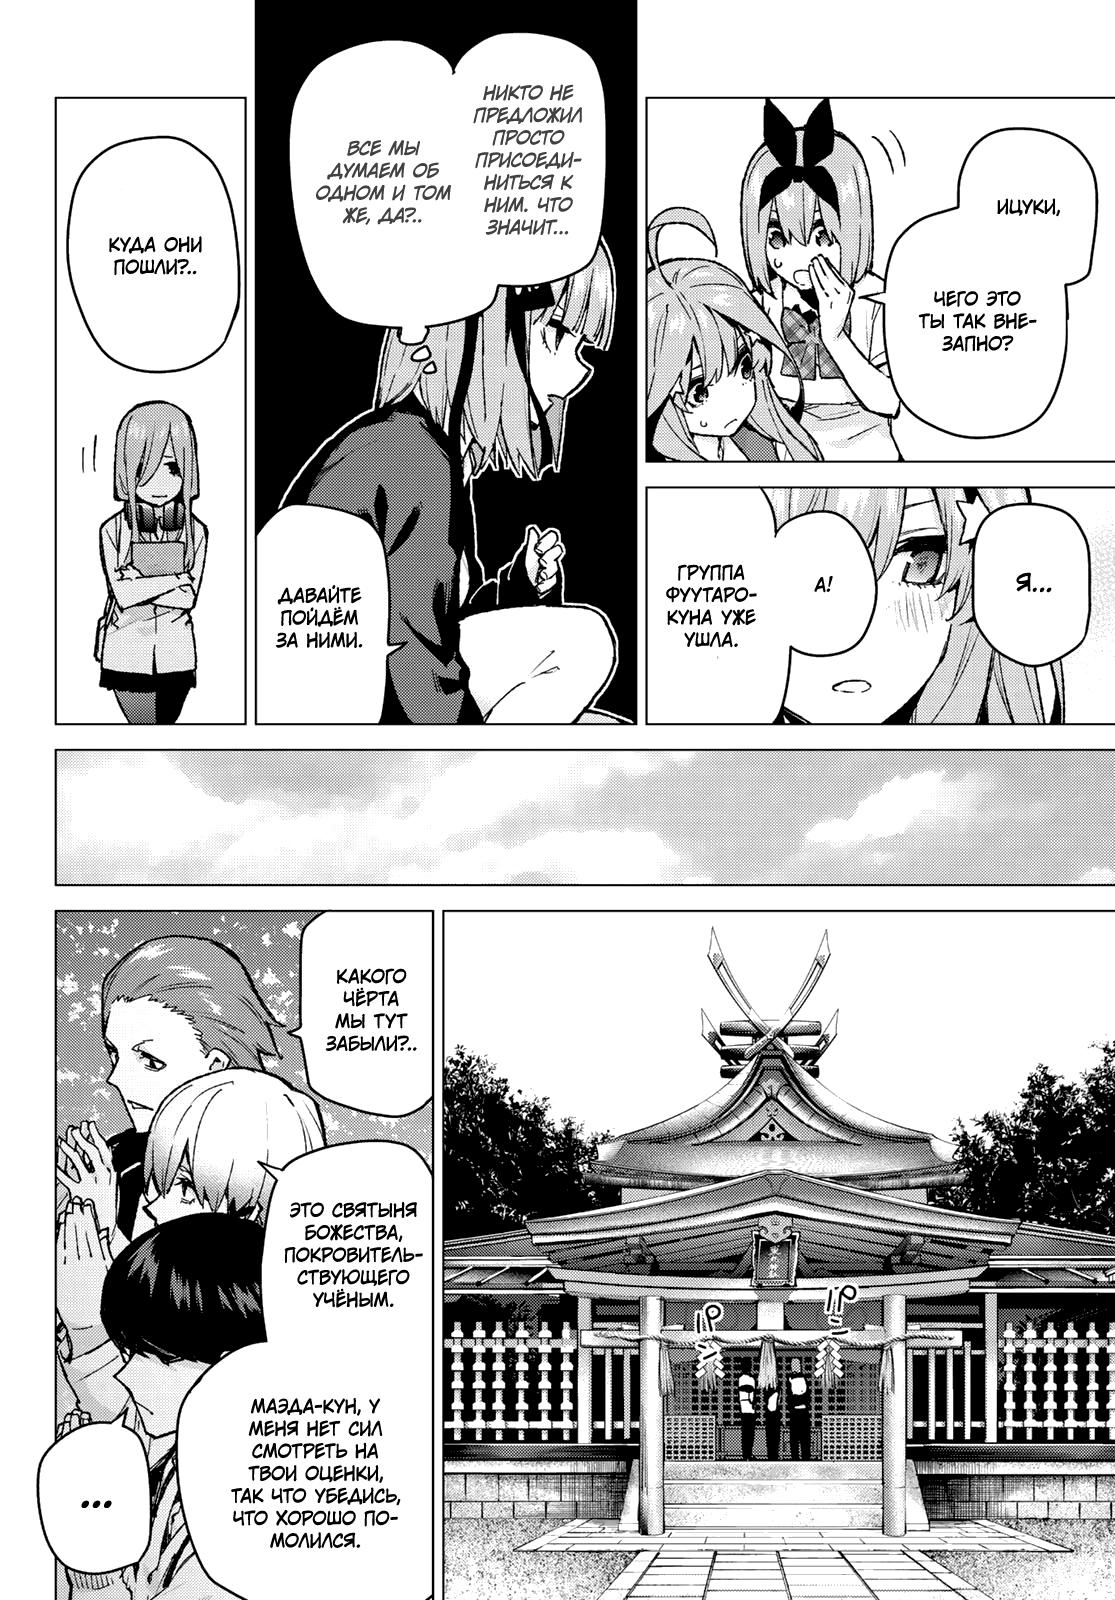 ИЦУКИ,
ЧЕГО ЭТО
ТЫ ТАК ВНЕ-
ЗАПНО?
Я...
А!
ГРУППА
ФУУТАРО-
КУНА УЖЕ
УШЛА.
НИКТО НЕ
ПРЕДЛОЖИЛ
ПРОСТО
ПРИСОЕДИ-
НИТЬСЯ К
НИМ. ЧТО
ЗНАЧИТ...
ВСЕ МЫ
ДУМАЕМ ОБ
ОДНОМ И ТОМ
ЖЕ, ДА?..
ДАВАЙТЕ
ПОЙДЁМ
ЗА НИМИ.
КУДА ОНИ
ПОШЛИ?..
КАКОГО
ЧЁРТА
МЫ ТУТ
ЗАБЫЛИ?..
ЭТО СВЯТЫНЯ
БОЖЕСТВА,
ПОКРОВИТЕЛЬ-
СТВУЮЩЕГО
УЧЁНЫМ.
МАЭДА-КУН, У
МЕНЯ НЕТ СИЛ
СМОТРЕТЬ НА
ТВОИ ОЦЕНКИ,
ТАК ЧТО УБЕДИСЬ,
ЧТО ХОРОШО ПО-
МОЛИЛСЯ.
...